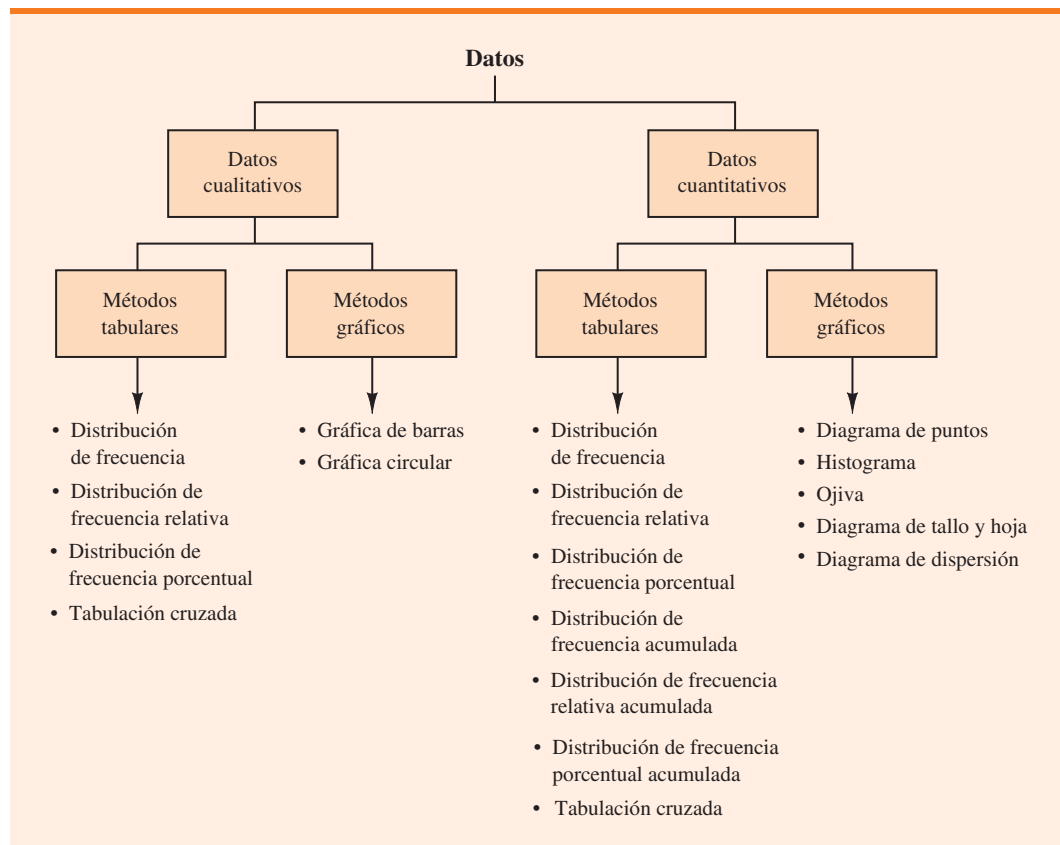 Datos
Datos
cualitativos
Datos
cuantitativos
Métodos
tabulares
Métodos
gráficos
Métodos
tabulares
Métodos
gráficos
• Distribución
de frecuencia
• Distribución de
frecuencia relativa
• Distribución de
frecuencia porcentual
• Tabulación cruzada
• Gráfica de barras
• Gráfica circular
• Distribución
de frecuencia
• Distribución de
frecuencia relativa
• Distribución de
frecuencia porcentual
• Distribución de
frecuencia acumulada
• Distribución de frecuencia
relativa acumulada
• Distribución de frecuencia
porcentual acumulada
• Tabulación cruzada
• Diagrama de puntos
• Histograma
• Ojiva
• Diagrama de tallo y hoja
• Diagrama de dispersión